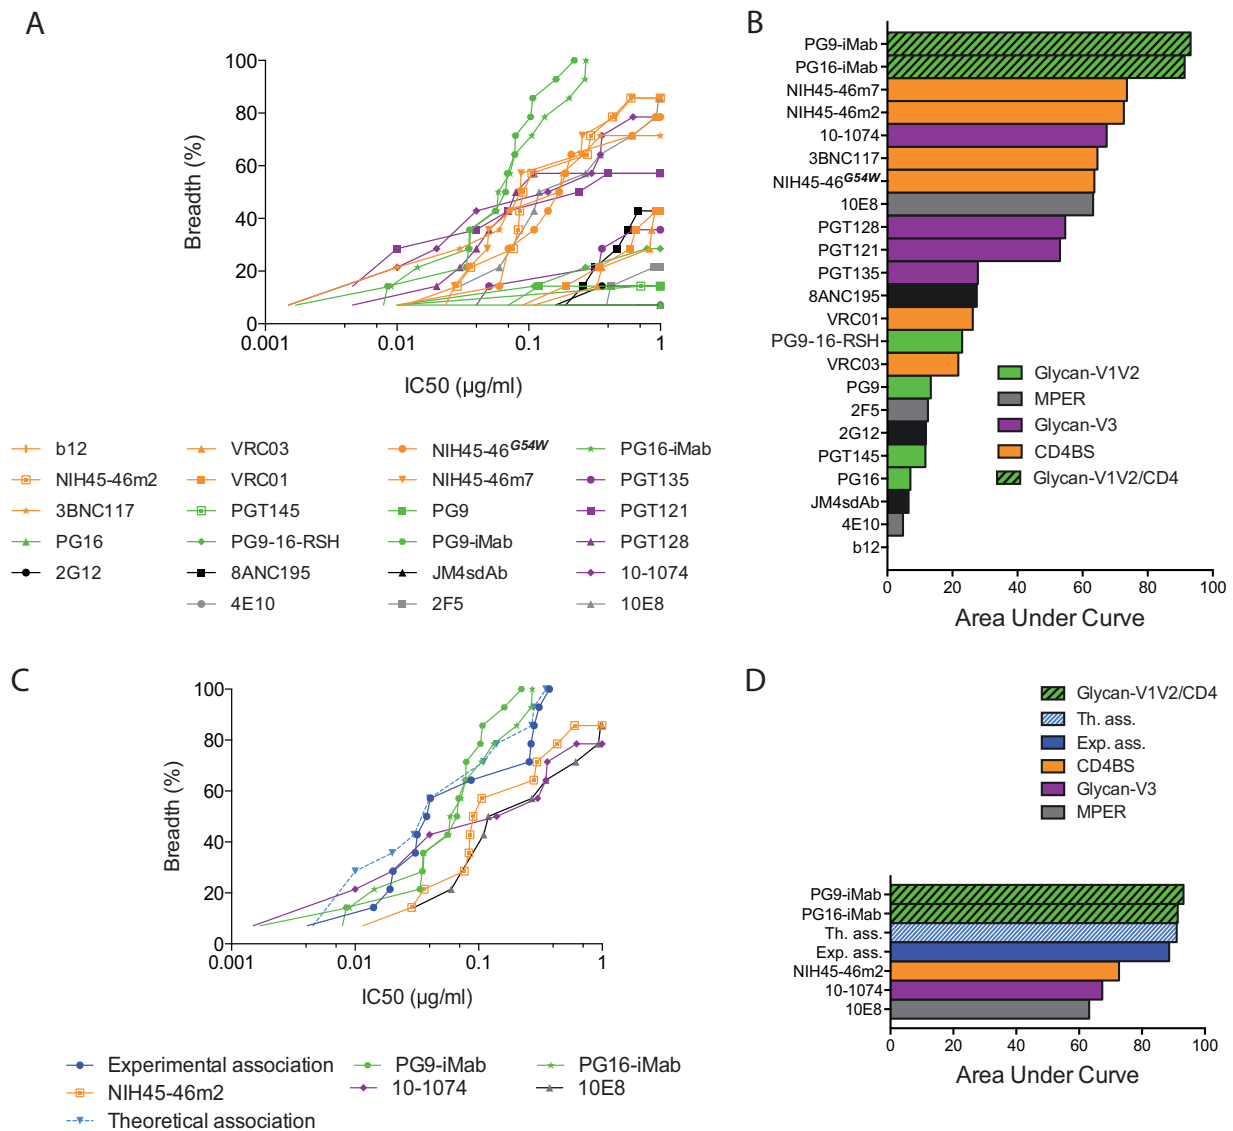 A
100
80
60
40
20
0
Breadth (%)
0.001
0.01
0.1
1
IC50 (µg/ml)
b12
VRC03
NIH45-46G54W
PG16-iMab
NIH45-46m2
VRC01
NIH45-46m7
PGT135
3BNC117
PGT145
PG9
PGT121
PG16
PG9-16-RSH
PG9-iMab
PGT128
2G12
8ANC195
JM4sdAb
10-1074
4E10
2F5
10E8
B
PG9-iMab
PG16-iMab
NIH45-46m7
NIH45-46m2
10-1074
3BNC117
NIH45-46G54W
10E8
PGT128
PGT121
PGT135
8ANC195
VRC01
PG9-16-RSH
VRC03
PG9
2F5
2G12
PGT145
PG16
JM4sdAb
4E10
b12
Glycan-V1V2
MPER
Glycan-V3
CD4BS
Glycan-V1V2/CD4
0 20 40 60 80 100
Area Under Curve
C
100
80
60
40
20
0
Breadth (%)
0.001
0.01
0.1
1
IC50 (µg/ml)
Experimental association
PG9-iMab
PG16-iMab
NIH45-46m2
10-1074
10E8
Theoretical association
D
Glycan-V1V2/CD4
Th. ass.
Exp. ass.
CD4BS
Glycan-V3
MPER
PG9-iMab
PG16-iMab
Th. ass.
Exp. ass.
NIH45-46m2
10-1074
10E8
0 20 40 60 80 100
Area Under Curve